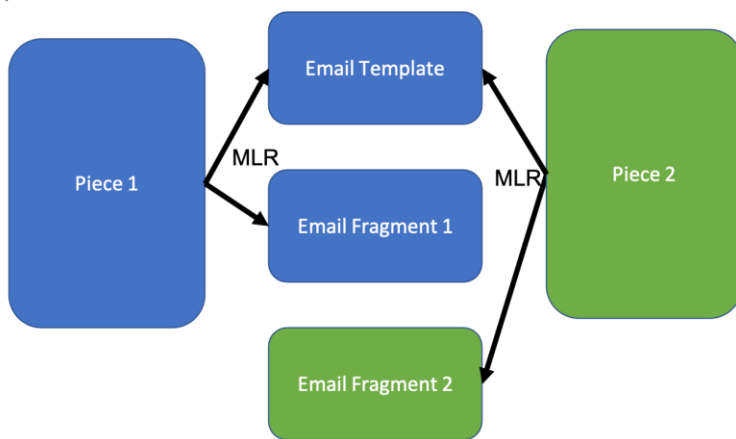 Email Template
MLR
Piece 1
MLR
Piece 2
Email Fragment 1
Email Fragment 2